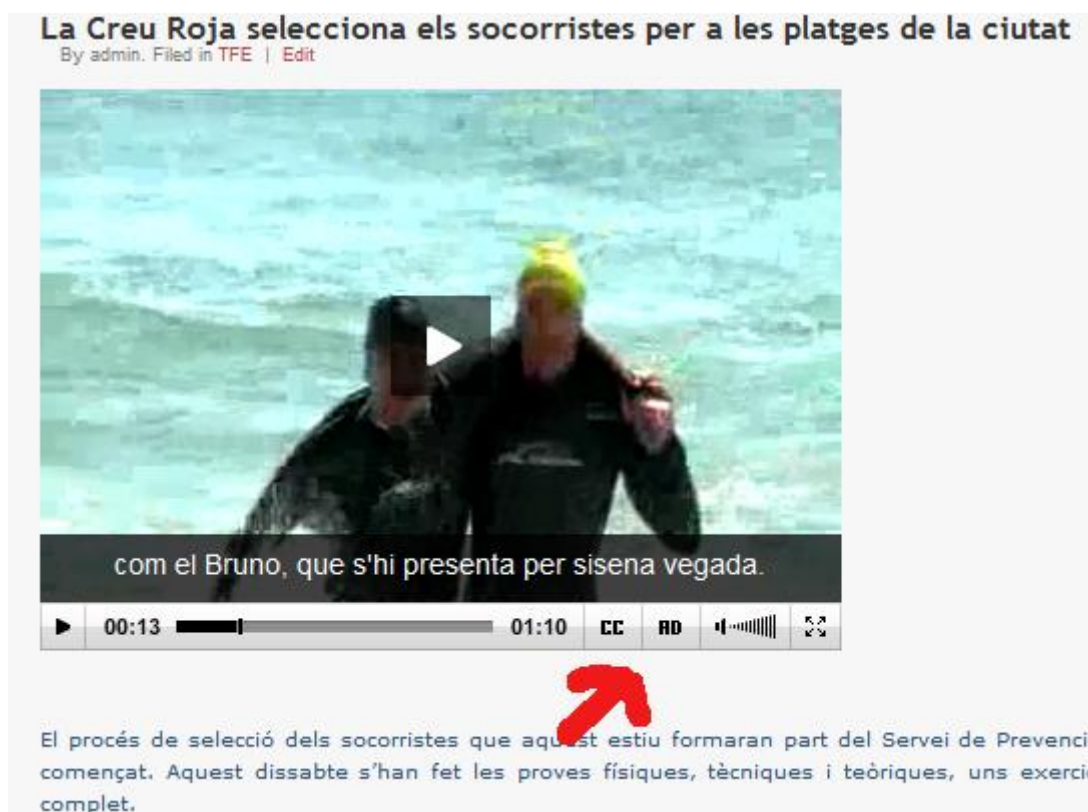 La Creu Roja selecciona els socorristes per a les platges de la ciutat
By admin. Filed in TFE | Edit
com el Bruno, que s'hi presenta per sisena vegada.
00:13 01:10 CC AD
El procés de selecció dels socorristes que aquest estiu formaran part del Servei de Prevenci
començat. Aquest dissabte s’han fet les proves físiques, tècniques i teòriques, uns exerci
complet.